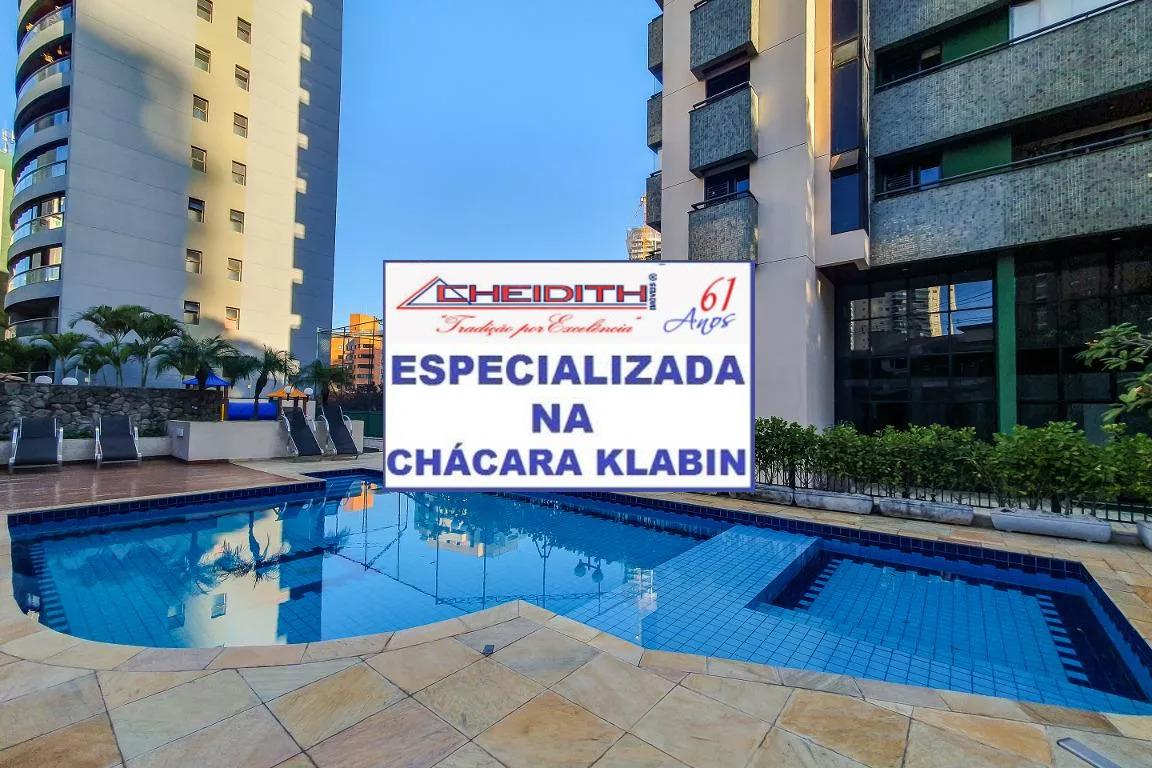 CHEIDITH IMÓVEIS ®
"Tradição por Excelência"
61
Anos
ESPECIALIZADA
NA
CHÁCARA KLABIN